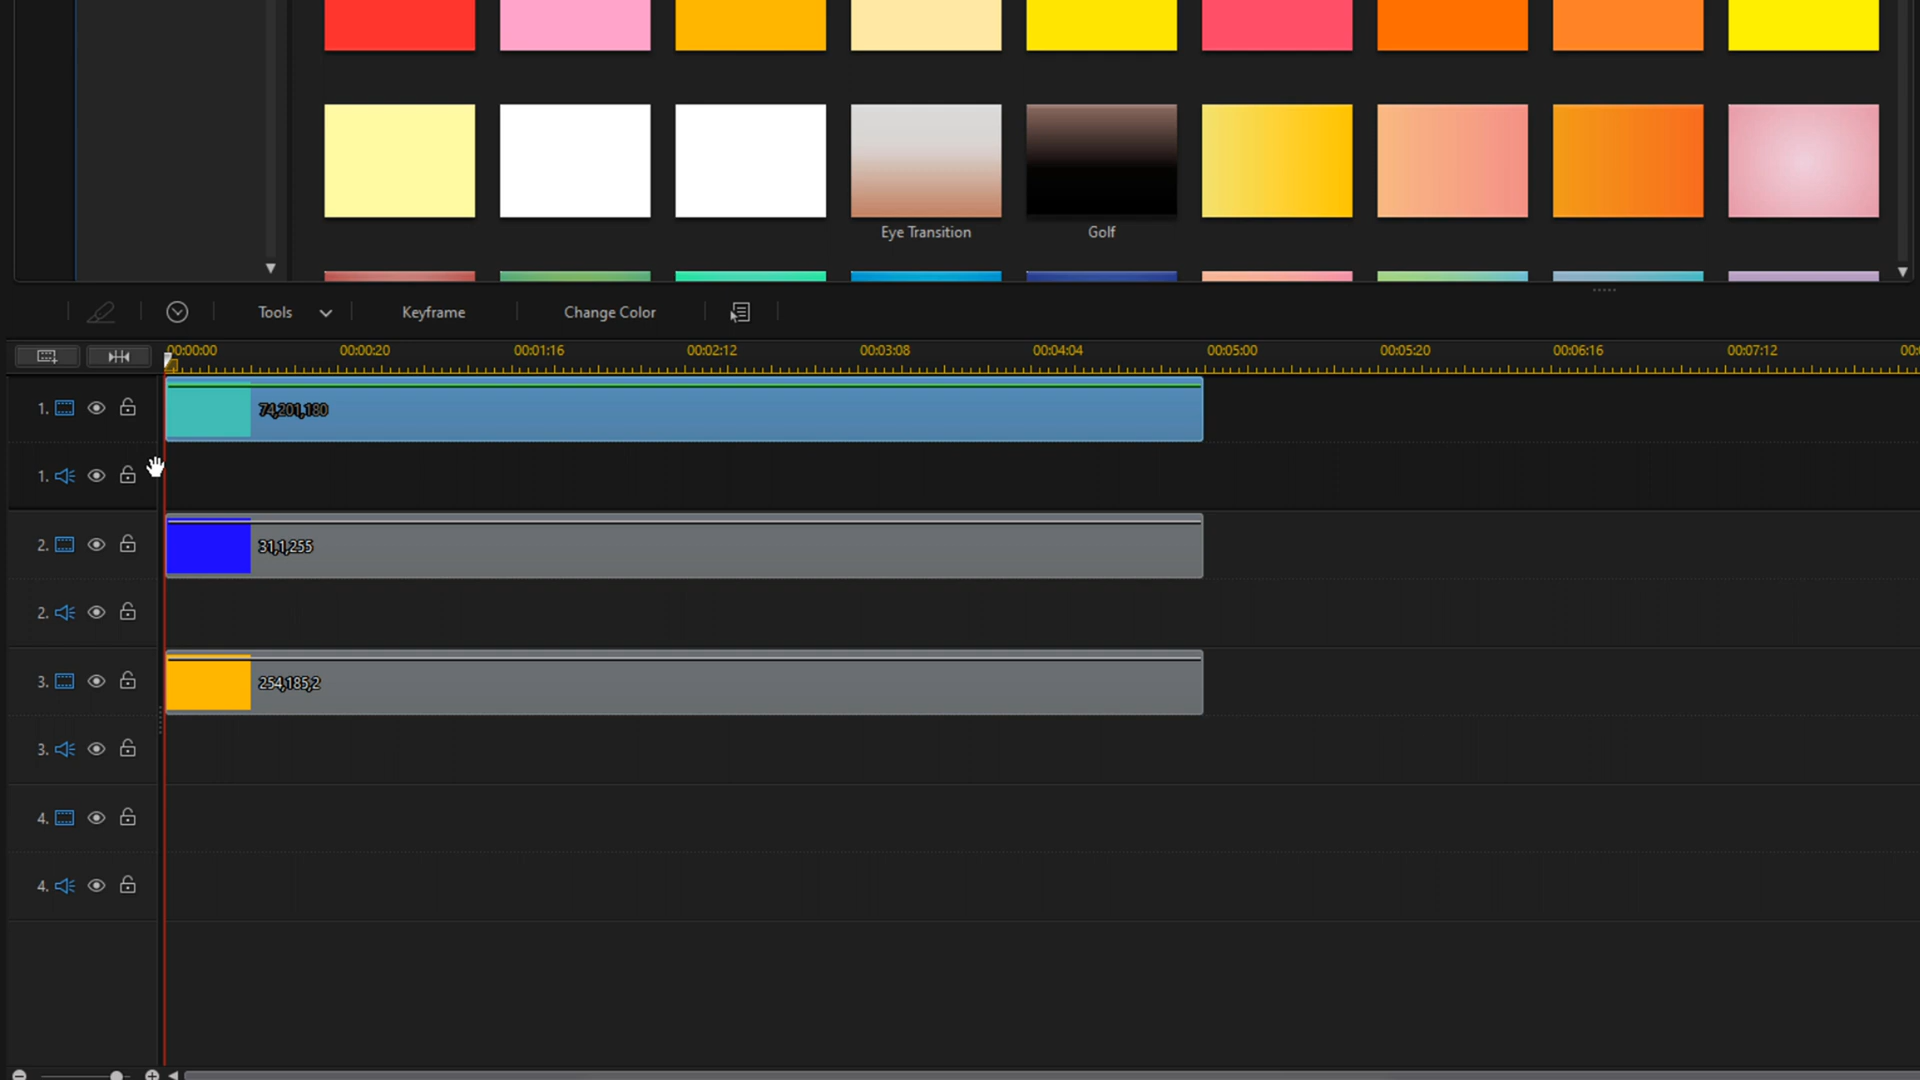 Eye Transition Golf
Tools Keyframe Change Color
00:00:00 00:00:20 00:01:16 00:02:12 00:03:08 00:04:04 00:05:00 00:05:20 00:06:16 00:07:12 00:
1. 74,201,180
1.
2. 31,1,255
2.
3. 254,185,2
3.
4.
4.